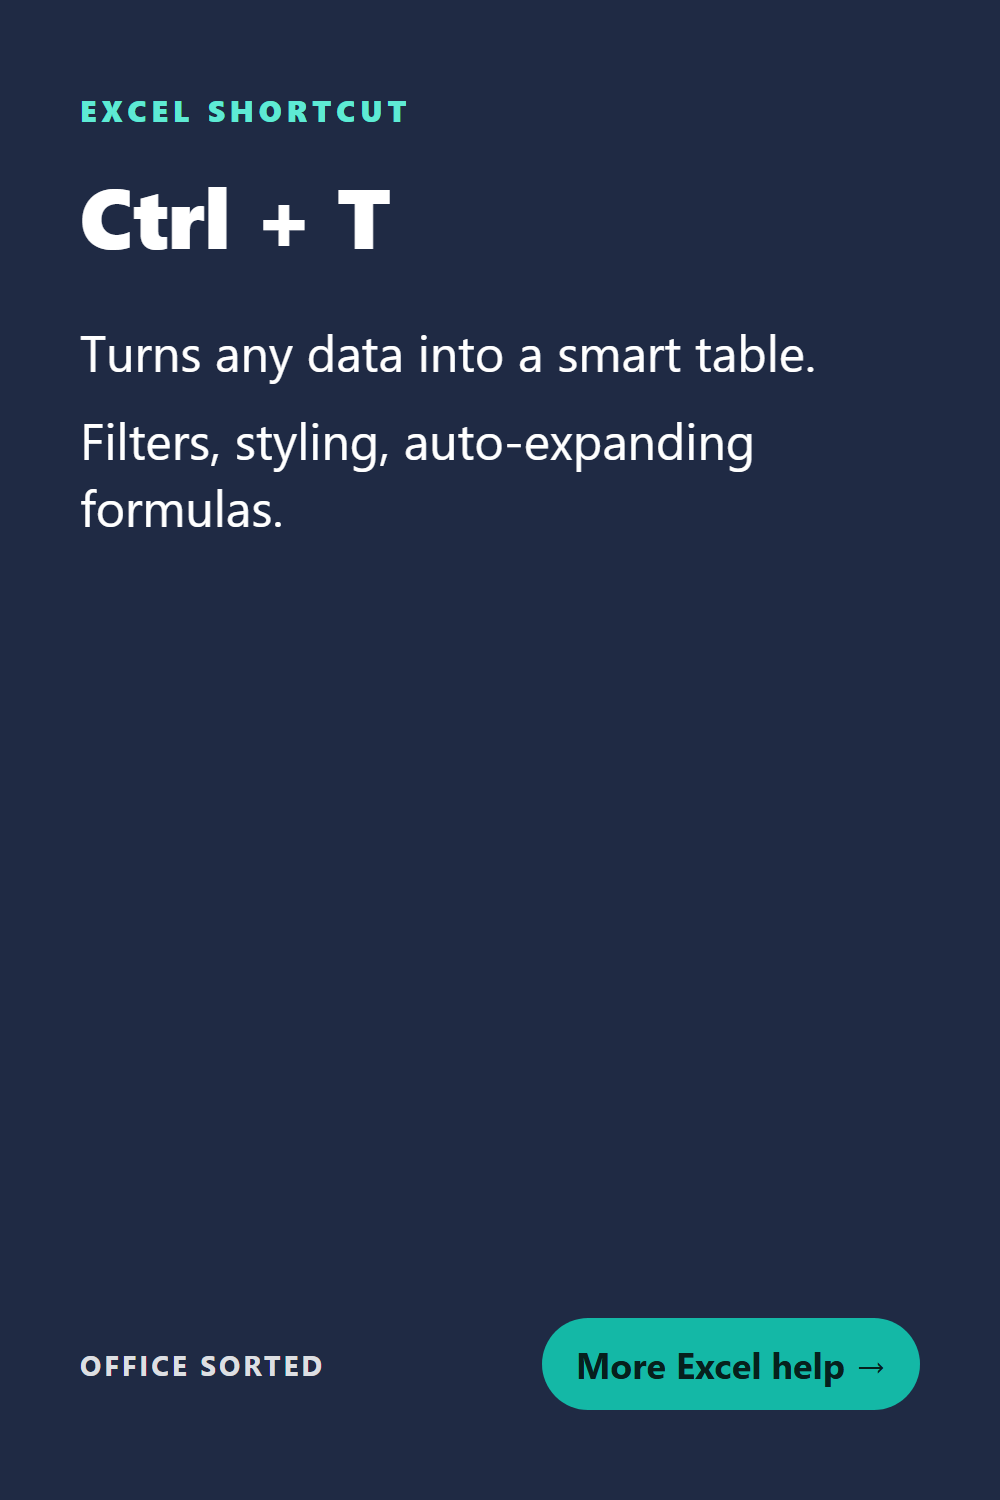 EXCEL SHORTCUT
Ctrl + T
Turns any data into a smart table.
Filters, styling, auto-expanding
formulas.
OFFICE SORTED
More Excel help →